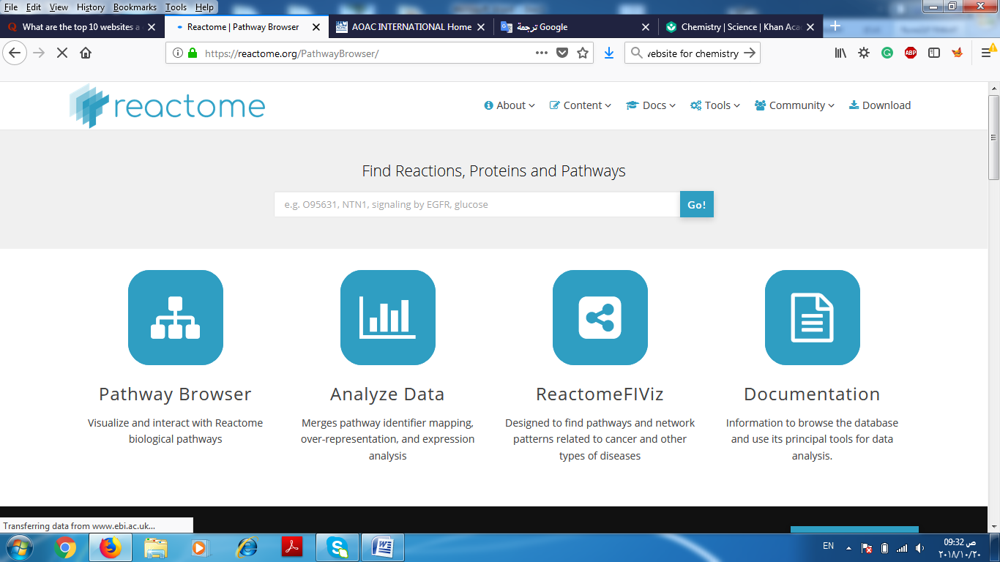 File Edit View History Bookmarks Tools Help
What are the top 10 websites a
Reactome | Pathway Browser
AOAC INTERNATIONAL Home
ترجمة Google
Chemistry | Science | Khan Aca
https://reactome.org/PathwayBrowser/
website for chemistry
ABP
reactome
About Content Docs Tools Community Download
Find Reactions, Proteins and Pathways
e.g. O95631, NTN1, signaling by EGFR, glucose
Go!
Pathway Browser
Visualize and interact with Reactome
biological pathways
Analyze Data
Merges pathway identifier mapping,
over-representation, and expression
analysis
ReactomeFIViz
Designed to find pathways and network
patterns related to cancer and other
types of diseases
Documentation
Information to browse the database
and use its principal tools for data
analysis.
Transferring data from www.ebi.ac.uk...
EN
09:32 ص
٢٠١٨/١٠/٢٠